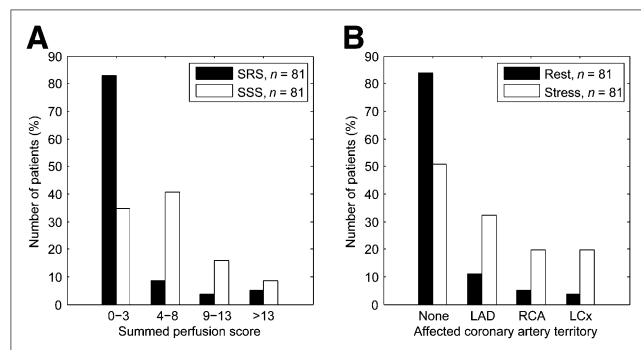 A
SRS, n = 81
SSS, n = 81
Number of patients (%)
90
80
70
60
50
40
30
20
10
0
0–3 4–8 9–13 >13
Summed perfusion score
B
Rest, n = 81
Stress, n = 81
Number of patients (%)
90
80
70
60
50
40
30
20
10
0
None LAD RCA LCx
Affected coronary artery territory